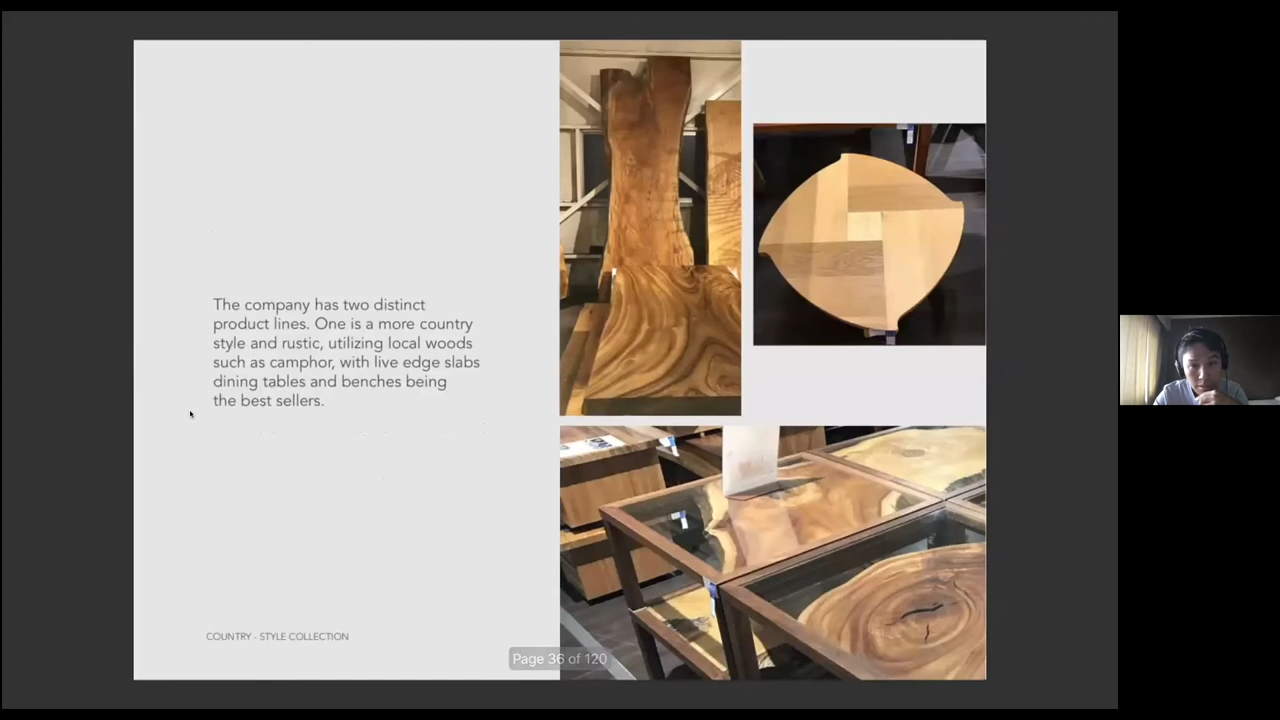 The company has two distinct
product lines. One is a more country
style and rustic, utilizing local woods
such as camphor, with live edge slabs
dining tables and benches being
the best sellers.
COUNTRY - STYLE COLLECTION
Page 36 of 120